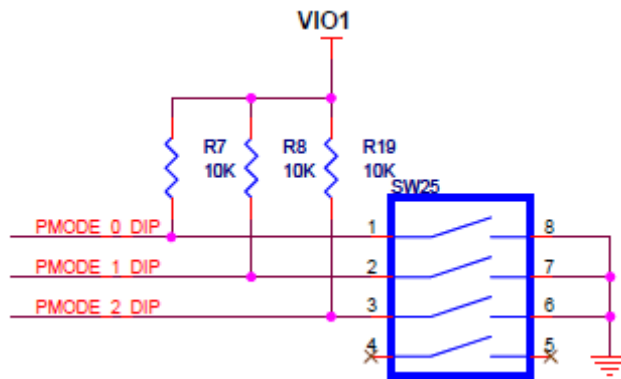 VIO1
R7 R8 R19
10K 10K 10K
SW25
PMODE_0_DIP 1 8
PMODE_1_DIP 2 7
PMODE_2_DIP 3 6
4 5